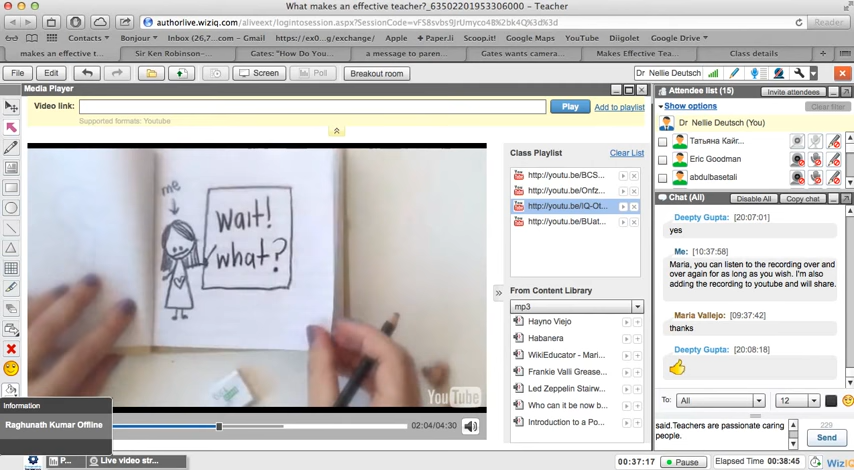 What makes an effective teacher?_63502201953306000 - Teacher
authorlive.wiziq.com/aliveext/logintosession.aspx?SessionCode=vFS8svbs9JrUmyco4B%2bk4Q%3d%3d
Reader
Contacts Bonjour Inbox (26,7...com - Gmail https://ex0...g/exchange/ Apple +Paper.li Scoop.it! Google Maps YouTube Diigolet Google Drive
makes an effective t... Sir Ken Robinson-... Gates: "How Do You... a message to paren... Gates wants camera... Makes Effective Tea... Class details
File Edit Screen Poll Breakout room Dr Nellie Deutsch
Media Player
Video link: Play Add to playlist
Supported formats: Youtube
me
wait!
what?
YouTube
02:04/04:30
Class Playlist Clear List
http://youtu.be/BCS...
http://youtu.be/Onfz...
http://youtu.be/IQ-Ot...
http://youtu.be/BUat...
From Content Library
mp3
Hayno Viejo
Habanera
WikiEducator - Mari...
Frankie Valli Greas...
Led Zeppelin Stairw...
Who can it be now b...
Introduction to a Po...
Attendee list (15) Invite attendees
Show options Clear filter
Dr Nellie Deutsch (You)
Татьяна Кайг...
Eric Goodman
abdulbasetali
Chat (All) Disable All Copy chat
Deepty Gupta: [20:07:01]
yes
Me: [10:37:58]
Maria, you can listen to the recording over and
over again for as long as you wish. I'm also
adding the recording to youtube and will share.
Maria Vallejo: [09:37:42]
thanks
Deepty Gupta: [20:08:18]
To: All 12
said.Teachers are passionate caring
people.
229
Send
Information
Raghunath Kumar Offline
P... Live video str...
00:37:17 Pause Elapsed Time 00:38:45 WizIQ